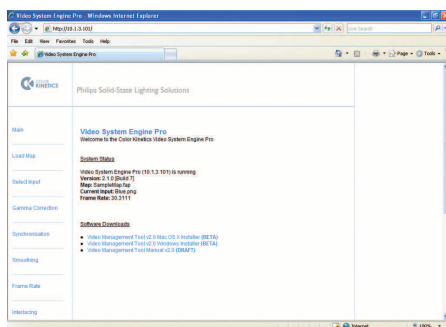 Video System Engine Pro - Windows Internet Explorer
http://10.1.3.101/
Live Search
File Edit View Favorites Tools Help
Video System Engine Pro
Page Tools
COLOR KINETICS
Philips Solid-State Lighting Solutions
Main
Load Map
Select Input
Gamma Correction
Synchronization
Smoothing
Frame Rate
Interfacing
Video System Engine Pro
Welcome to the Color Kinetics Video System Engine Pro
System Status
Video System Engine Pro (10.1.3.101) is running
Version: 2.1.0 [Build 7]
Map: SampleMap.fap
Current Input: Blue.png
Frame Rate: 30.3111
Software Downloads
Video Management Tool v2.0 Mac OS X Installer (BETA)
Video Management Tool v2.0 Windows Installer (BETA)
Video Management Tool Manual v2.0 (DRAFT)
Internet
100%